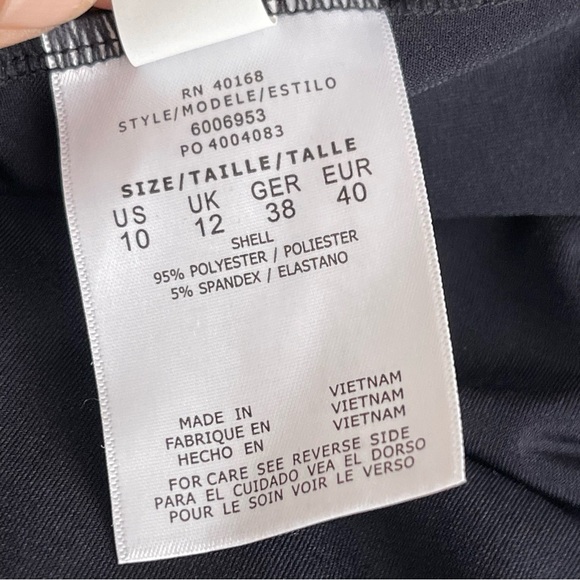 RN 40168
STYLE/MODELE/ESTILO
6006953
PO 4004083
SIZE/TAILLE/TALLE
US UK GER EUR
10 12 38 40
SHELL
95% POLYESTER / POLIESTER
5% SPANDEX / ELASTANO
MADE IN VIETNAM
FABRIQUE EN VIETNAM
HECHO EN VIETNAM
FOR CARE SEE REVERSE SIDE
PARA EL CUIDADO VEA EL DORSO
POUR LE SOIN VOIR LE VERSO